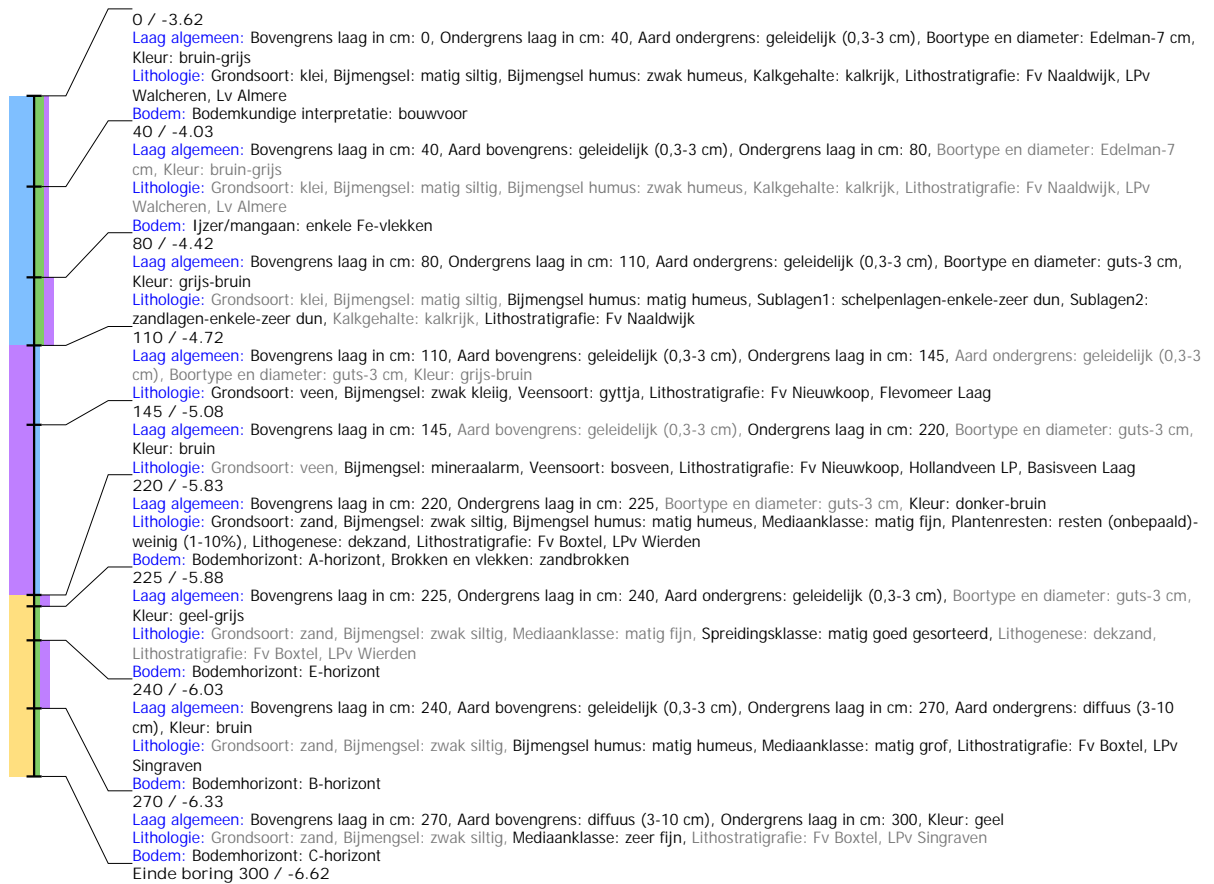 0 / -3.62
Laag algemeen: Bovengrens laag in cm: 0, Ondergrens laag in cm: 40, Aard ondergrens: geleidelijk (0,3-3 cm), Boortype en diameter: Edelman-7 cm,
Kleur: bruin-grijs
Lithologie: Grondsoort: klei, Bijmengsel: matig siltig, Bijmengsel humus: zwak humeus, Kalkgehalte: kalkrijk, Lithostratigrafie: Fv Naaldwijk, LPv
Walcheren, Lv Almere
Bodem: Bodemkundige interpretatie: bouwvoor
40 / -4.03
Laag algemeen: Bovengrens laag in cm: 40, Aard bovengrens: geleidelijk (0,3-3 cm), Ondergrens laag in cm: 80, Boortype en diameter: Edelman-7
cm, Kleur: bruin-grijs
Lithologie: Grondsoort: klei, Bijmengsel: matig siltig, Bijmengsel humus: zwak humeus, Kalkgehalte: kalkrijk, Lithostratigrafie: Fv Naaldwijk, LPv
Walcheren, Lv Almere
Bodem: Ijzer/mangaan: enkele Fe-vlekken
80 / -4.42
Laag algemeen: Bovengrens laag in cm: 80, Ondergrens laag in cm: 110, Aard ondergrens: geleidelijk (0,3-3 cm), Boortype en diameter: guts-3 cm,
Kleur: grijs-bruin
Lithologie: Grondsoort: klei, Bijmengsel: matig siltig, Bijmengsel humus: matig humeus, Sublagen1: schelpenlagen-enkele-zeer dun, Sublagen2:
zandlagen-enkele-zeer dun, Kalkgehalte: kalkrijk, Lithostratigrafie: Fv Naaldwijk
110 / -4.72
Laag algemeen: Bovengrens laag in cm: 110, Aard bovengrens: geleidelijk (0,3-3 cm), Ondergrens laag in cm: 145, Aard ondergrens: geleidelijk (0,3-3
cm), Boortype en diameter: guts-3 cm, Kleur: grijs-bruin
Lithologie: Grondsoort: veen, Bijmengsel: zwak kleiig, Veensoort: gyttja, Lithostratigrafie: Fv Nieuwkoop, Flevomeer Laag
145 / -5.08
Laag algemeen: Bovengrens laag in cm: 145, Aard bovengrens: geleidelijk (0,3-3 cm), Ondergrens laag in cm: 220, Boortype en diameter: guts-3 cm,
Kleur: bruin
Lithologie: Grondsoort: veen, Bijmengsel: mineraalarm, Veensoort: bosveen, Lithostratigrafie: Fv Nieuwkoop, Hollandveen LP, Basisveen Laag
220 / -5.83
Laag algemeen: Bovengrens laag in cm: 220, Ondergrens laag in cm: 225, Boortype en diameter: guts-3 cm, Kleur: donker-bruin
Lithologie: Grondsoort: zand, Bijmengsel: zwak siltig, Bijmengsel humus: matig humeus, Mediaanklasse: matig fijn, Plantenresten: resten (onbepaald)-
weinig (1-10%), Lithogenese: dekzand, Lithostratigrafie: Fv Boxtel, LPv Wierden
Bodem: Bodemhorizont: A-horizont, Brokken en vlekken: zandbrokken
225 / -5.88
Laag algemeen: Bovengrens laag in cm: 225, Ondergrens laag in cm: 240, Aard ondergrens: geleidelijk (0,3-3 cm), Boortype en diameter: guts-3 cm,
Kleur: geel-grijs
Lithologie: Grondsoort: zand, Bijmengsel: zwak siltig, Mediaanklasse: matig fijn, Spreidingsklasse: matig goed gesorteerd, Lithogenese: dekzand,
Lithostratigrafie: Fv Boxtel, LPv Wierden
Bodem: Bodemhorizont: E-horizont
240 / -6.03
Laag algemeen: Bovengrens laag in cm: 240, Aard bovengrens: geleidelijk (0,3-3 cm), Ondergrens laag in cm: 270, Aard ondergrens: diffuus (3-10
cm), Kleur: bruin
Lithologie: Grondsoort: zand, Bijmengsel: zwak siltig, Bijmengsel humus: matig humeus, Mediaanklasse: matig grof, Lithostratigrafie: Fv Boxtel, LPv
Singraven
Bodem: Bodemhorizont: B-horizont
270 / -6.33
Laag algemeen: Bovengrens laag in cm: 270, Aard bovengrens: diffuus (3-10 cm), Ondergrens laag in cm: 300, Kleur: geel
Lithologie: Grondsoort: zand, Bijmengsel: zwak siltig, Mediaanklasse: zeer fijn, Lithostratigrafie: Fv Boxtel, LPv Singraven
Bodem: Bodemhorizont: C-horizont
Einde boring 300 / -6.62